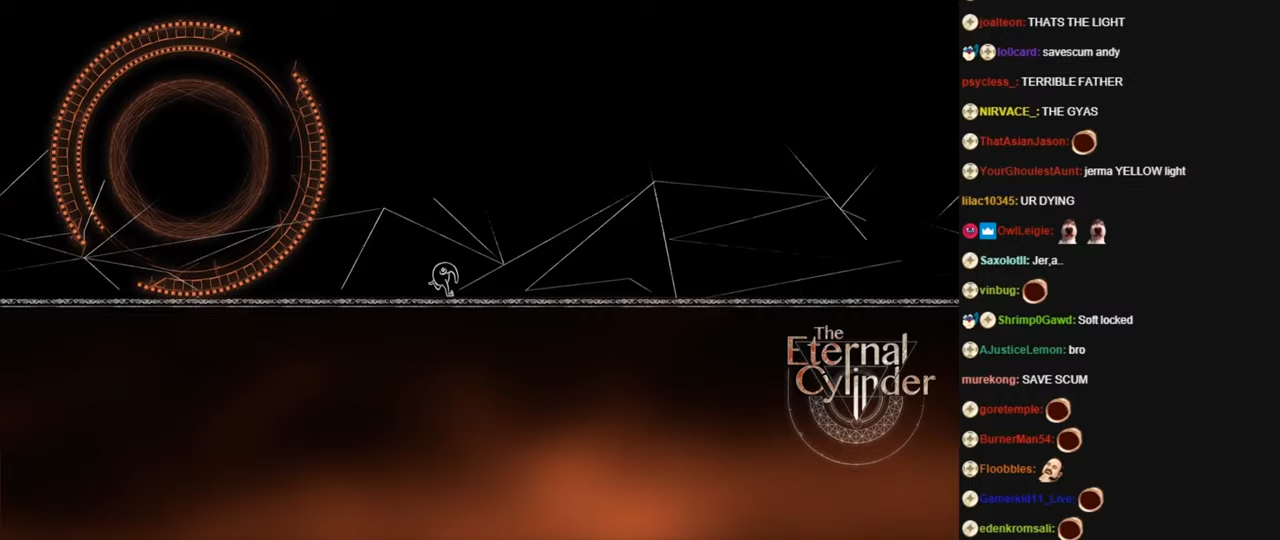 The
Eternal
Cylinder
joalteon: THATS THE LIGHT
lo0card: savescum andy
psycless_: TERRIBLE FATHER
NIRVACE_: THE GYAS
ThatAsianJason:
YourGhoulestAunt: jerma YELLOW light
lilac10345: UR DYING
OwlLeigie:
Saxolotll: Jer,a..
vinbug:
Shrimp0Gawd: Soft locked
AJusticeLemon: bro
murekong: SAVE SCUM
goretemple:
BurnerMan54:
Floobbles:
Gamerkid11_Live:
edenkromsali: